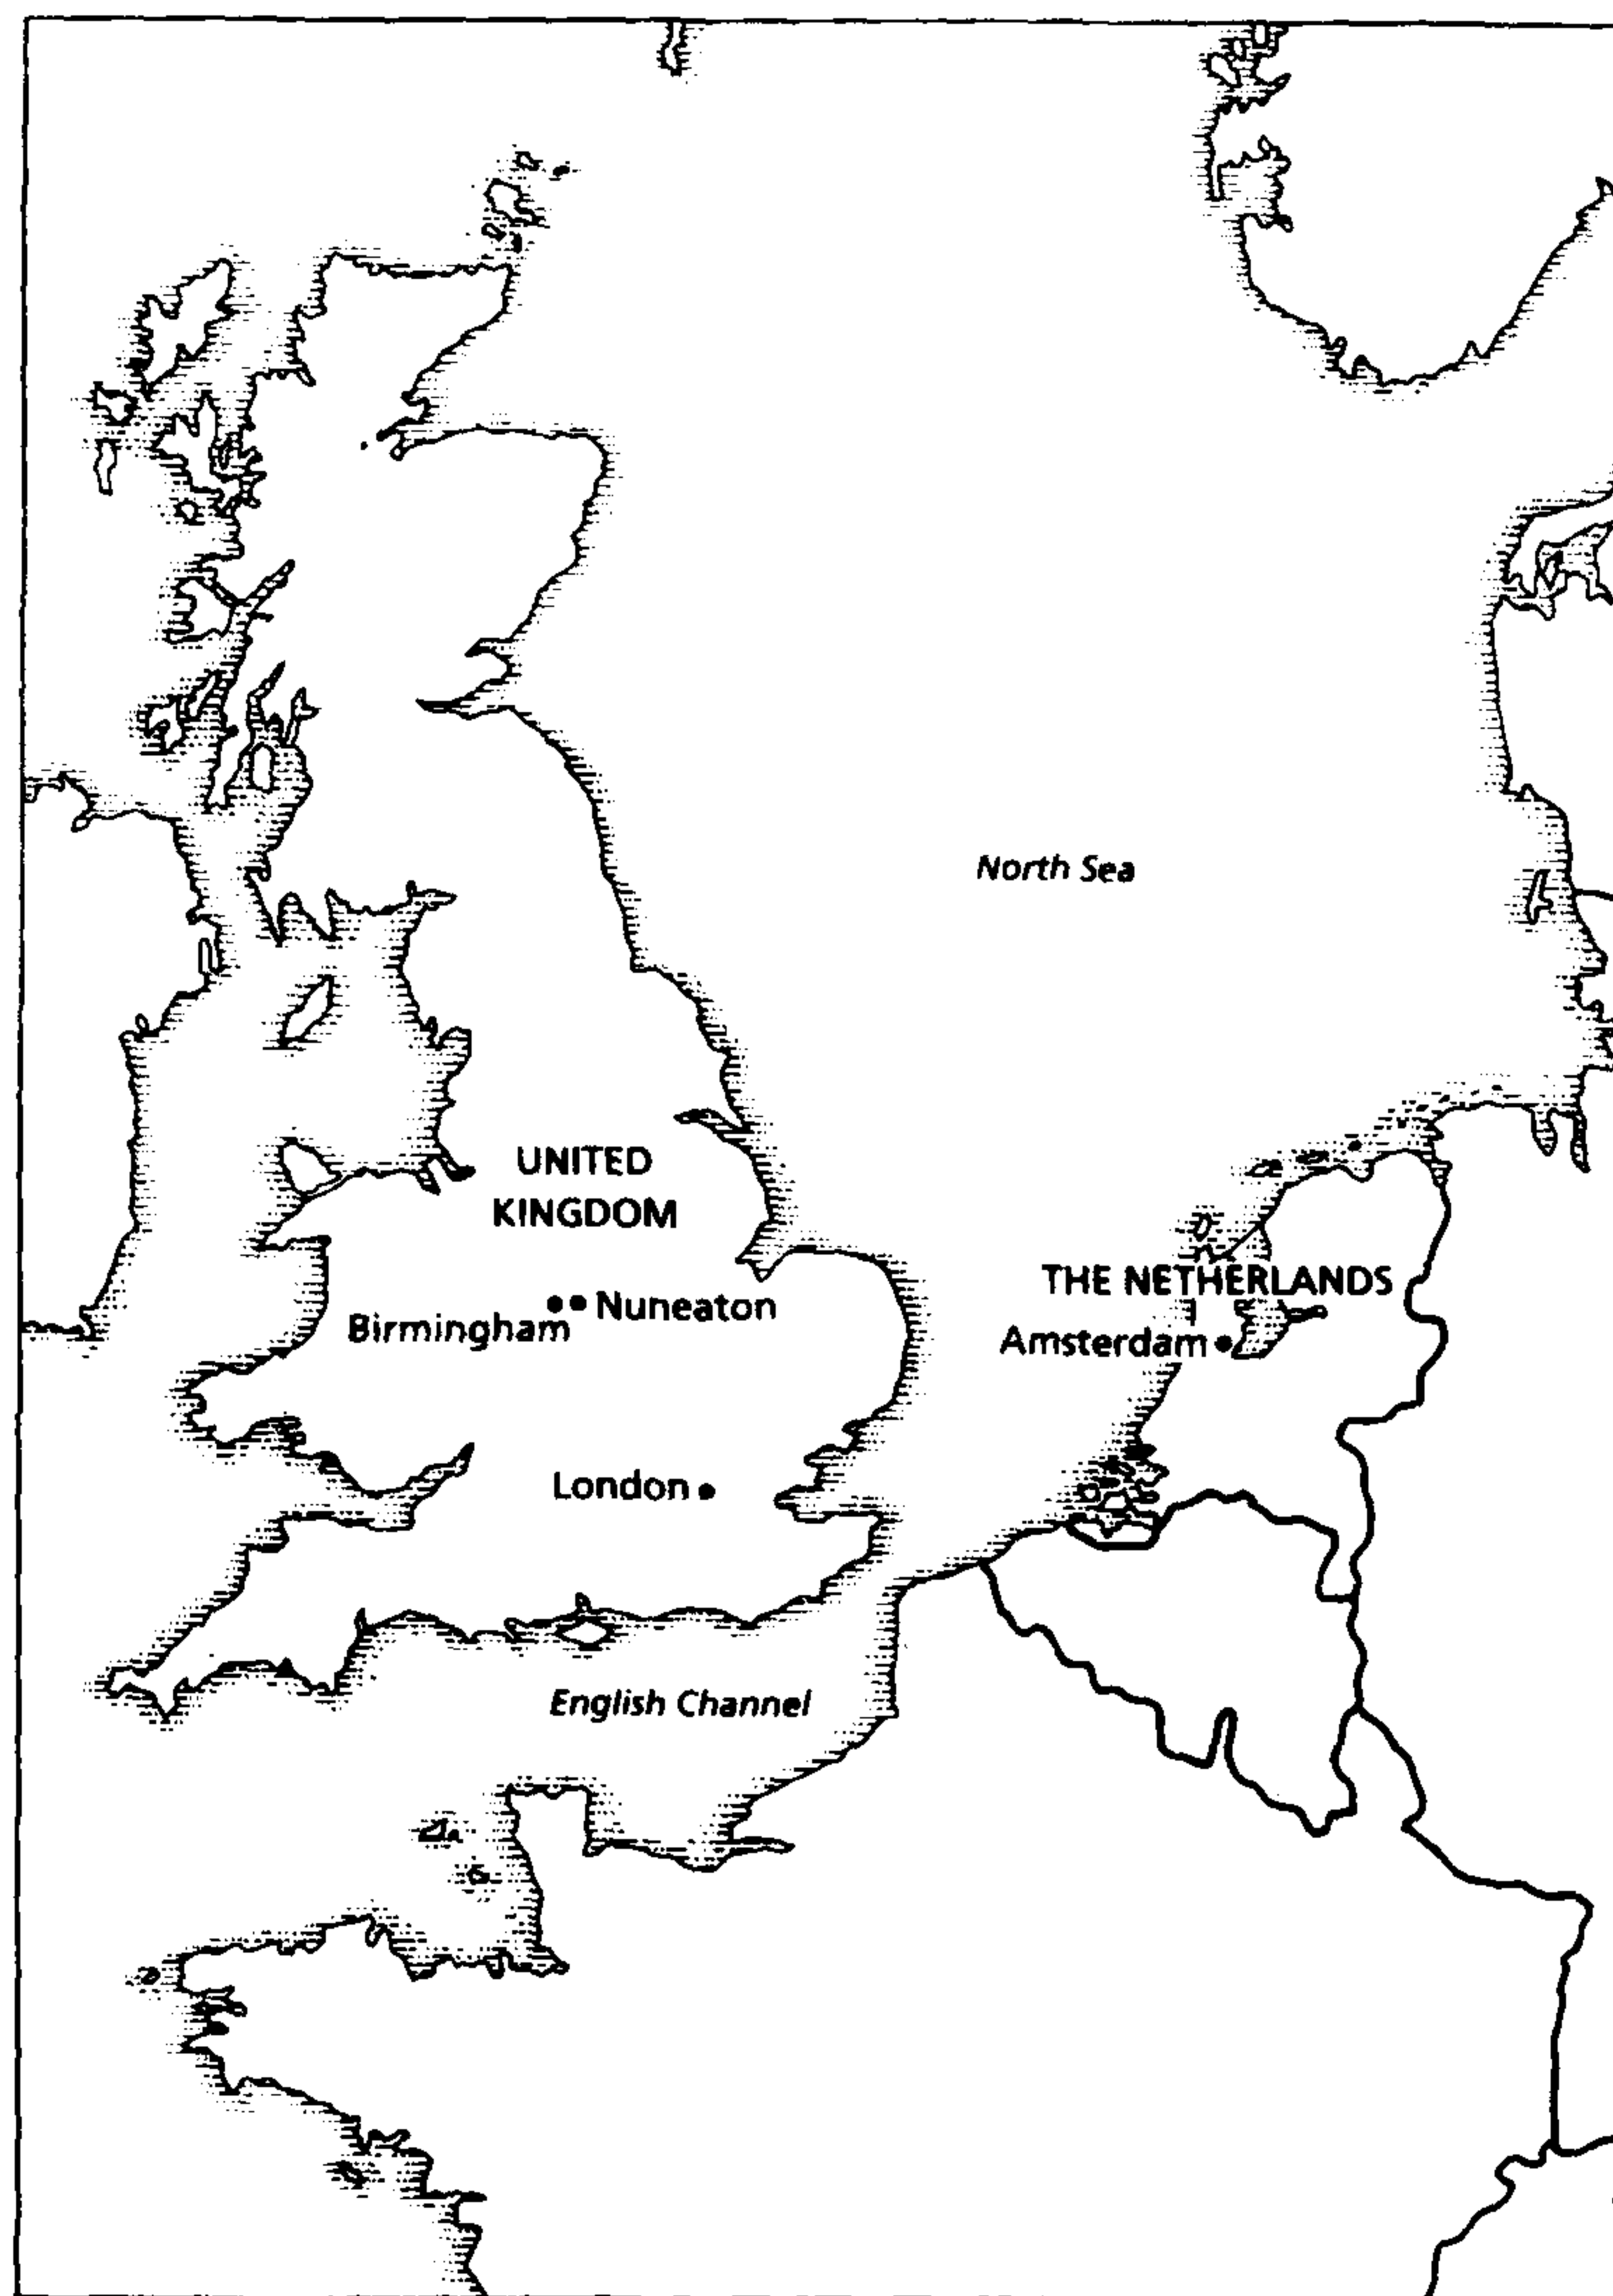 North Sea
UNITED
KINGDOM
THE NETHERLANDS
Nuneaton
Birmingham
Amsterdam
London
English Channel